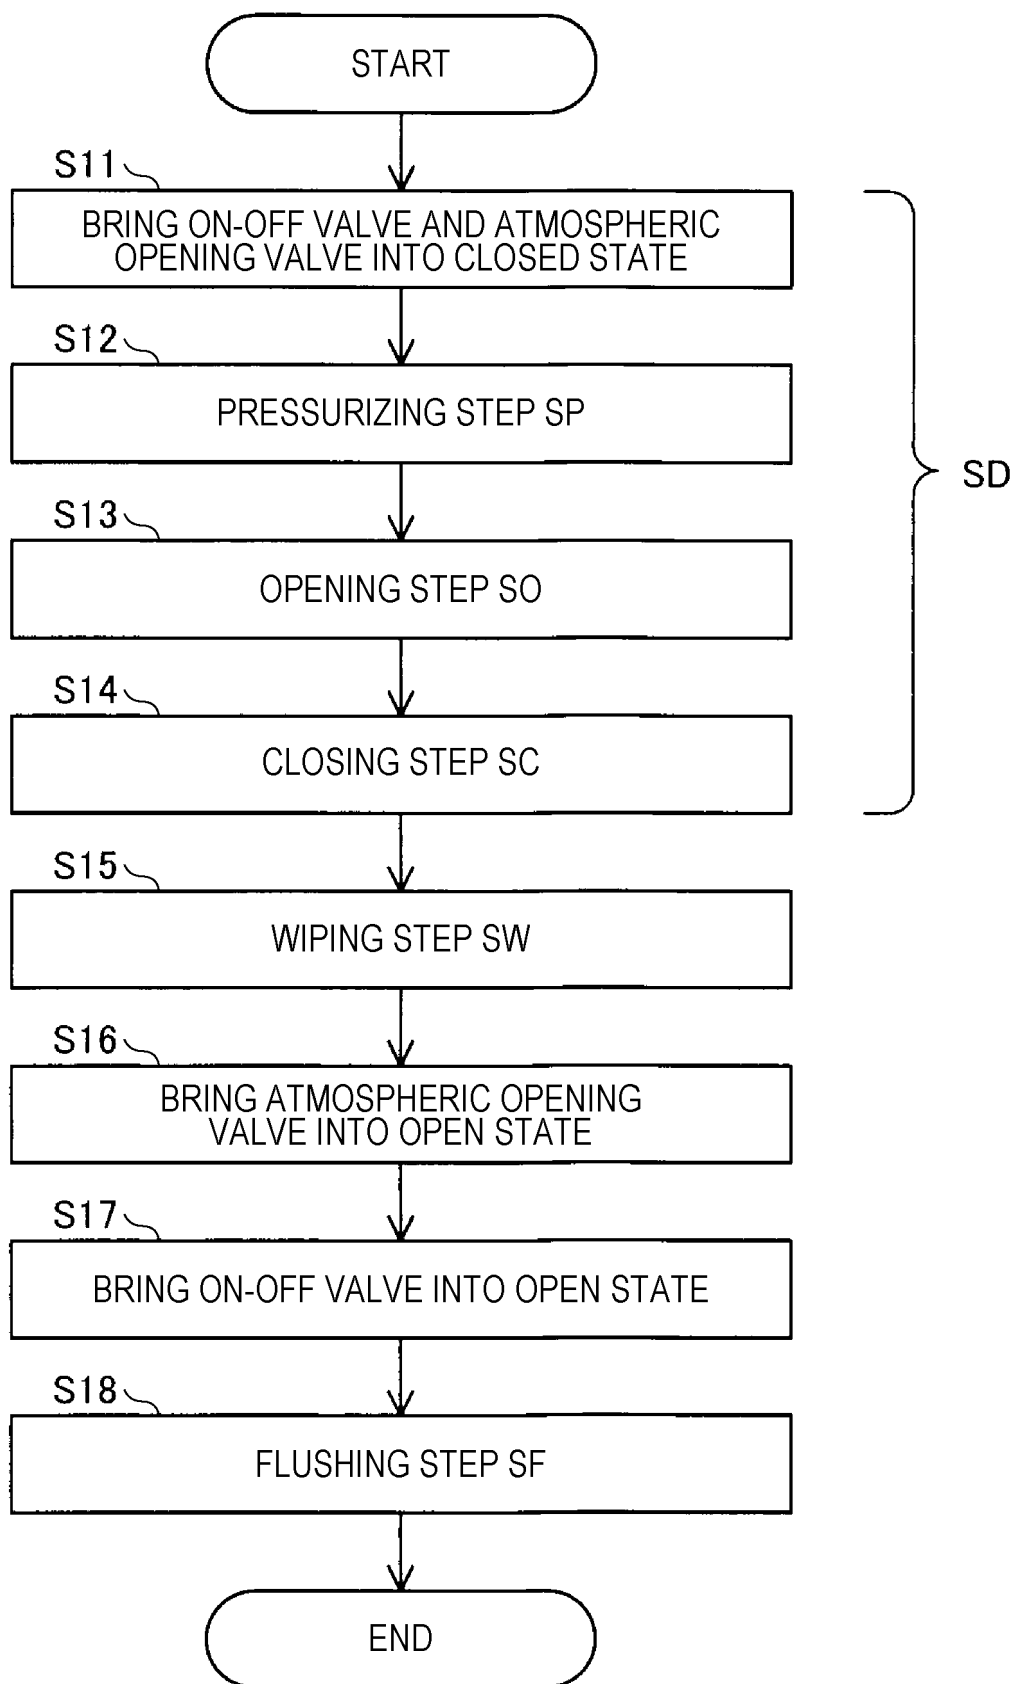 START
S11
BRING ON-OFF VALVE AND ATMOSPHERIC
OPENING VALVE INTO CLOSED STATE
S12
PRESSURIZING STEP SP
SD
S13
OPENING STEP SO
S14
CLOSING STEP SC
S15
WIPING STEP SW
S16
BRING ATMOSPHERIC OPENING
VALVE INTO OPEN STATE
S17
BRING ON-OFF VALVE INTO OPEN STATE
S18
FLUSHING STEP SF
END